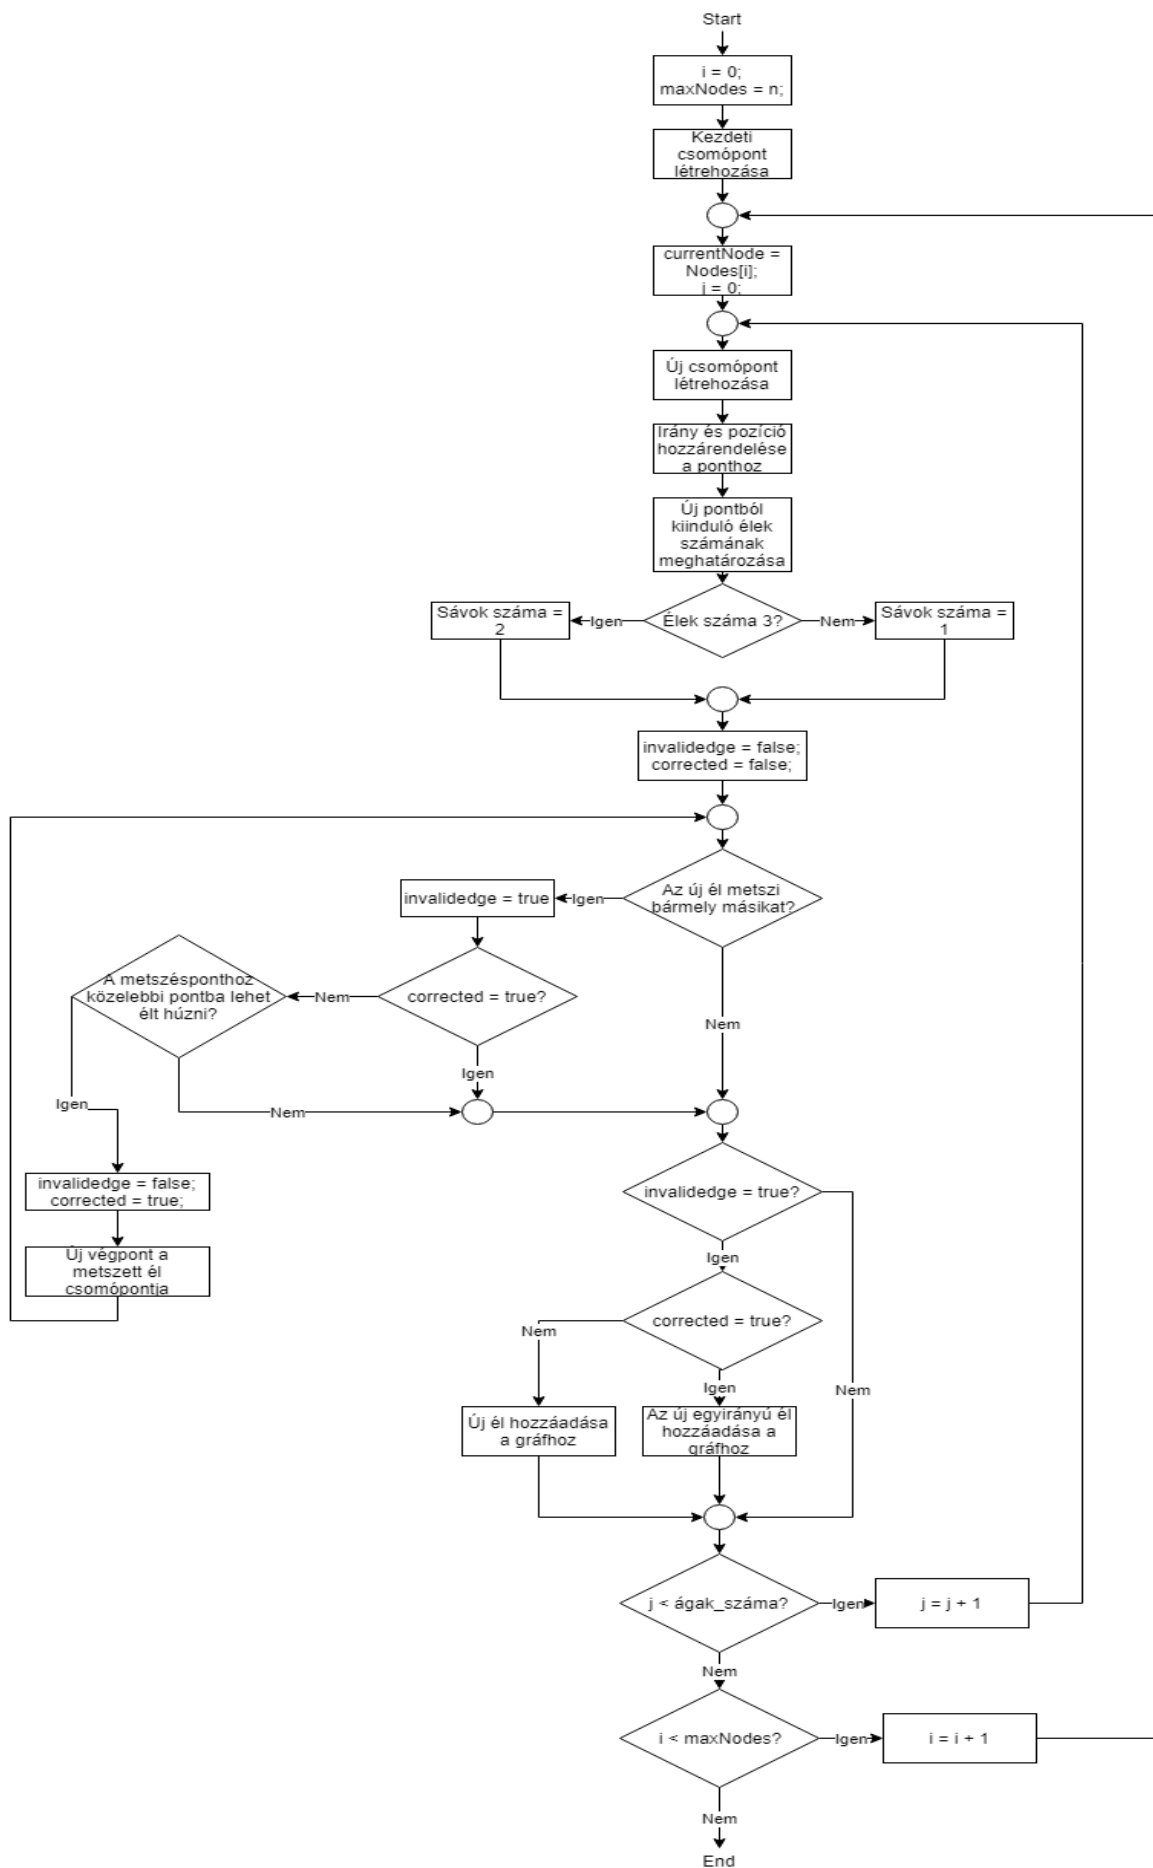 Start
i = 0;
maxNodes = n;
Kezdeti
csomópont
létrehozása
currentNode =
Nodes[i];
j = 0;
Új csomópont
létrehozása
Irány és pozíció
hozzárendelése
a ponthoz
Új pontból
kiinduló élek
számának
meghatározása
Sávok száma =
2
Igen
Élek száma 3?
Nem
Sávok száma =
1
invalidedge = false;
corrected = false;
Az új él metszi
bármely másikat?
Igen
invalidedge = true
A metszésponthoz
közelebbi pontba lehet
élt húzni?
Nem
corrected = true?
Nem
Igen
Igen
Nem
invalidedge = false;
corrected = true;
Új végpont a
metszett él
csomópontja
invalidedge = true?
Igen
corrected = true?
Nem
Igen
Nem
Új él hozzáadása
a gráfhoz
Az új egyirányú él
hozzáadása a
gráfhoz
j < ágak_száma?
Igen
j = j + 1
Nem
i < maxNodes?
Igen
i = i + 1
Nem
End